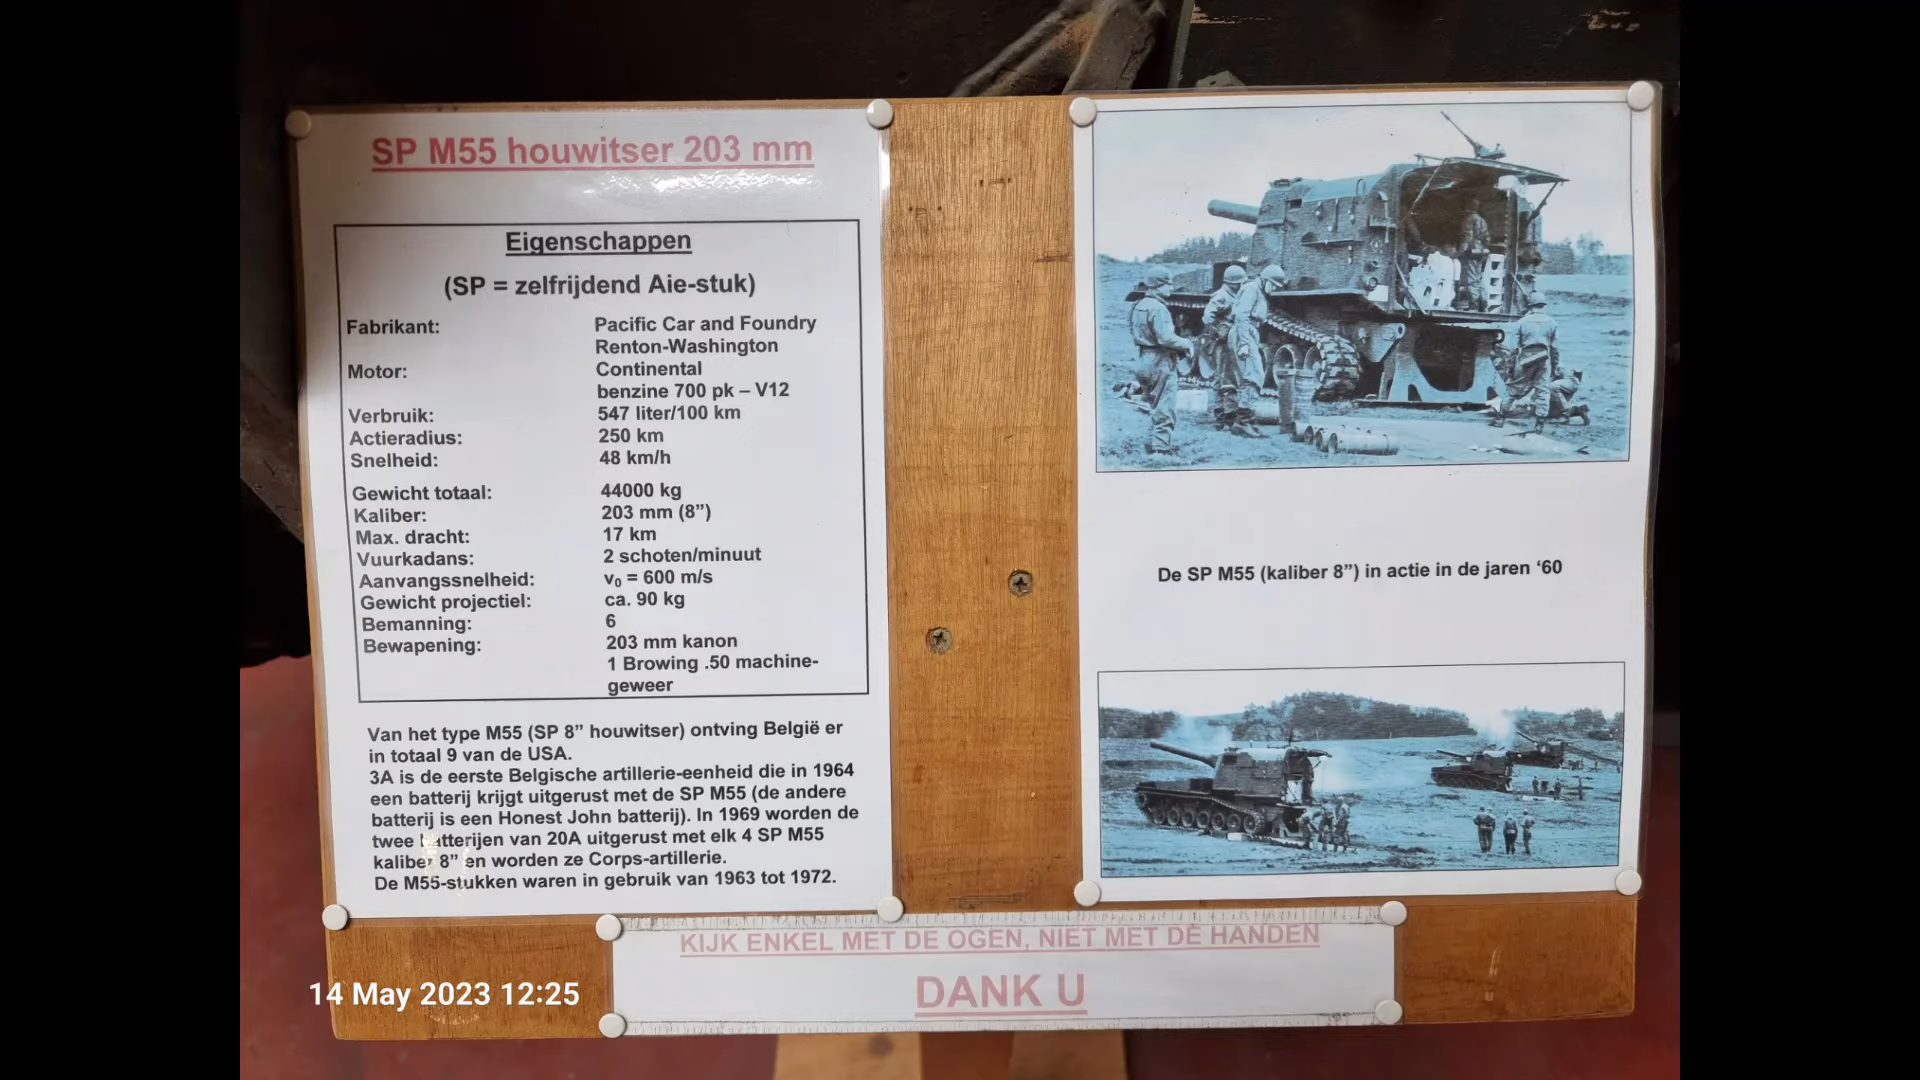 SP M55 houwitser 203 mm
Eigenschappen
(SP = zelfrijdend Aie-stuk)
Fabrikant: Pacific Car and Foundry
Renton-Washington
Motor: Continental
benzine 700 pk – V12
Verbruik: 547 liter/100 km
Actieradius: 250 km
Snelheid: 48 km/h
Gewicht totaal: 44000 kg
Kaliber: 203 mm (8”)
Max. dracht: 17 km
Vuurkadans: 2 schoten/minuut
Aanvangssnelheid: v₀ = 600 m/s
Gewicht projectiel: ca. 90 kg
Bemanning: 6
Bewapening: 203 mm kanon
1 Browing .50 machine-
geweer
Van het type M55 (SP 8” houwitser) ontving België er
in totaal 9 van de USA.
3A is de eerste Belgische artillerie-eenheid die in 1964
een batterij krijgt uitgerust met de SP M55 (de andere
batterij is een Honest John batterij). In 1969 worden de
twee batterijen van 20A uitgerust met elk 4 SP M55
kaliber 8” en worden ze Corps-artillerie.
De M55-stukken waren in gebruik van 1963 tot 1972.
De SP M55 (kaliber 8”) in actie in de jaren ‘60
KIJK ENKEL MET DE OGEN, NIET MET DE HANDEN
DANK U
14 May 2023 12:25